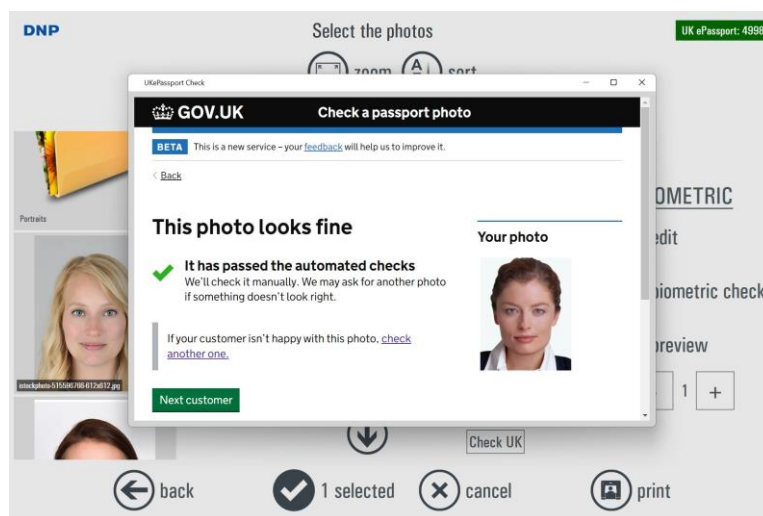 DNP
Select the photos
UK ePassport: 4998
zoom
sort
UKePassport Check
GOV.UK
Check a passport photo
BETA This is a new service – your feedback will help us to improve it.
Back
This photo looks fine
Your photo
It has passed the automated checks
We'll check it manually. We may ask for another photo
if something doesn't look right.
If your customer isn't happy with this photo, check
another one.
Next customer
Portraits
istockphoto-515596766-612x612.jpg
OMETRIC
edit
biometric check
preview
1 +
Check UK
back
1 selected
cancel
print